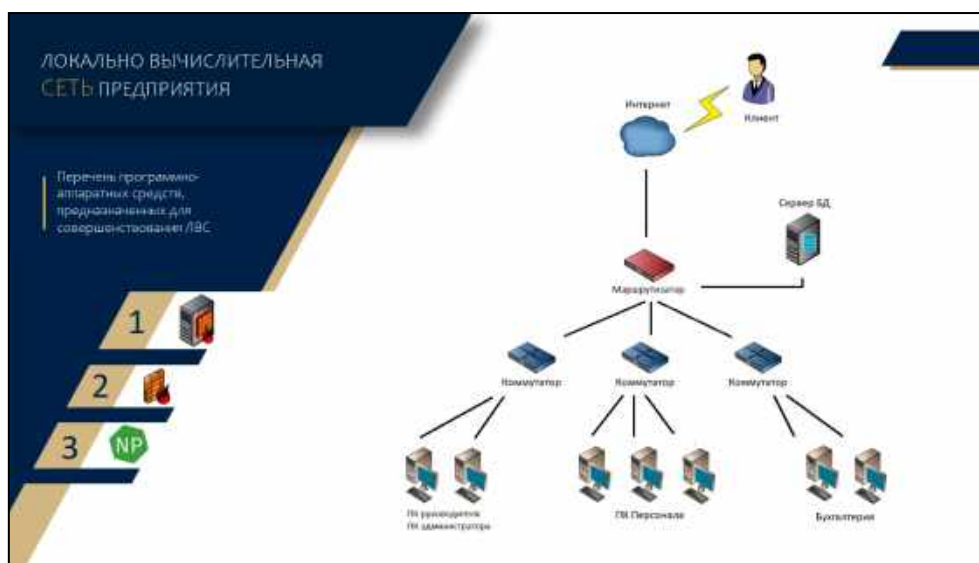 ЛОКАЛЬНО ВЫЧИСЛИТЕЛЬНАЯ
СЕТЬ ПРЕДПРИЯТИЯ
Перечень программно-
аппаратных средств,
предназначенных для
совершенствования ЛВС
1
2
3
NP
Интернет
Клиент
Сервер БД
Маршрутизатор
Коммутатор
Коммутатор
Коммутатор
ПК руководителя
ПК администратора
ПК Персонала
Бухгалтерия